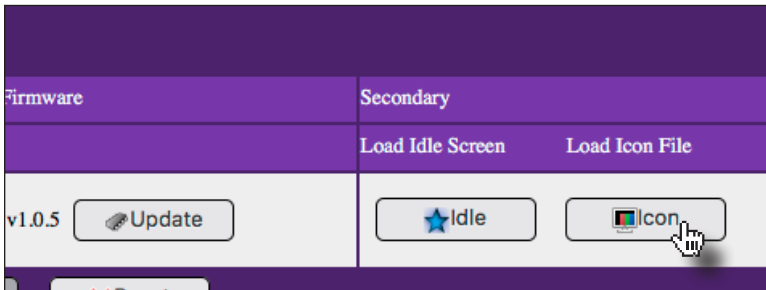 Firmware
Secondary
Load Idle Screen
Load Icon File
v1.0.5
Update
Idle
Icon